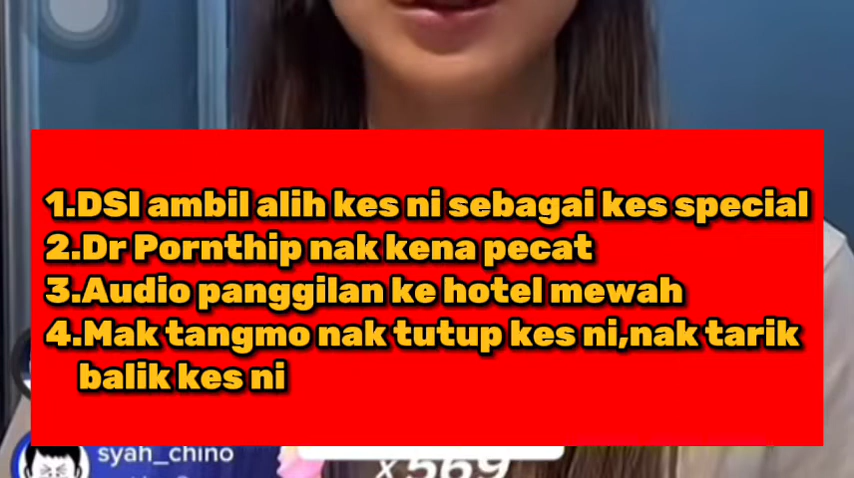 1.DSI ambil alih kes ni sebagai kes special
2.Dr Pornthip nak kena pecat
3.Audio panggilan ke hotel mewah
4.Mak tangmo nak tutup kes ni,nak tarik
balik kes ni
syah_chino
x569